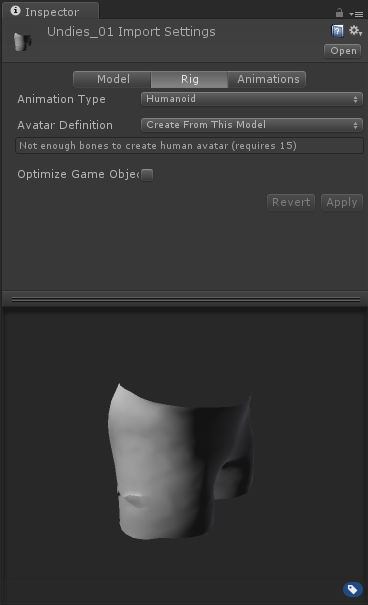 Inspector
Undies_01 Import Settings
Open
Model Rig Animations
Animation Type Humanoid
Avatar Definition Create From This Model
Not enough bones to create human avatar (requires 15)
Optimize Game Objec
Revert Apply